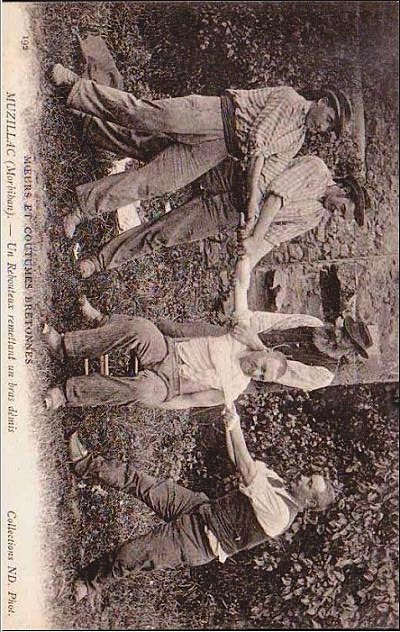 192
MŒURS ET COUTUMES BRETONNES
MUZILLAC (Morbihan). — Un Rebouteux remettant un bras démis
Collections ND. Phot.